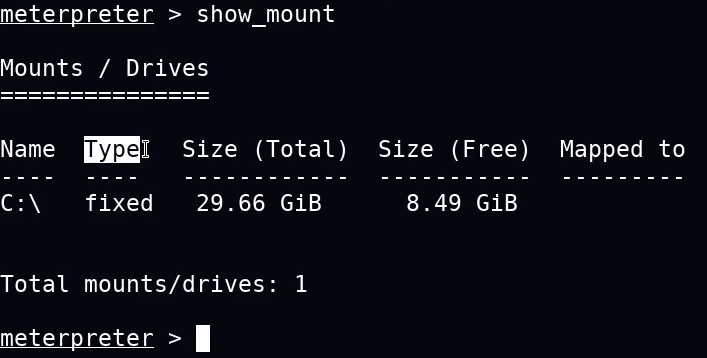 meterpreter > show_mount
Mounts / Drives
===============
Name  Type   Size (Total)  Size (Free)  Mapped to
----  ----   ------------  -----------  ---------
C:\   fixed   29.66 GiB      8.49 GiB
Total mounts/drives: 1
meterpreter >